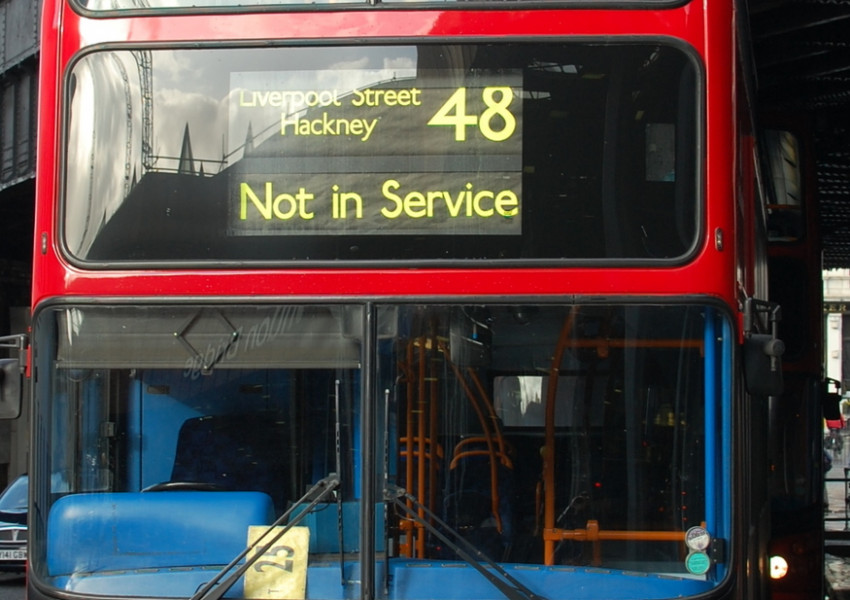 Liverpool Street
Hackney
48
Not in Service
25